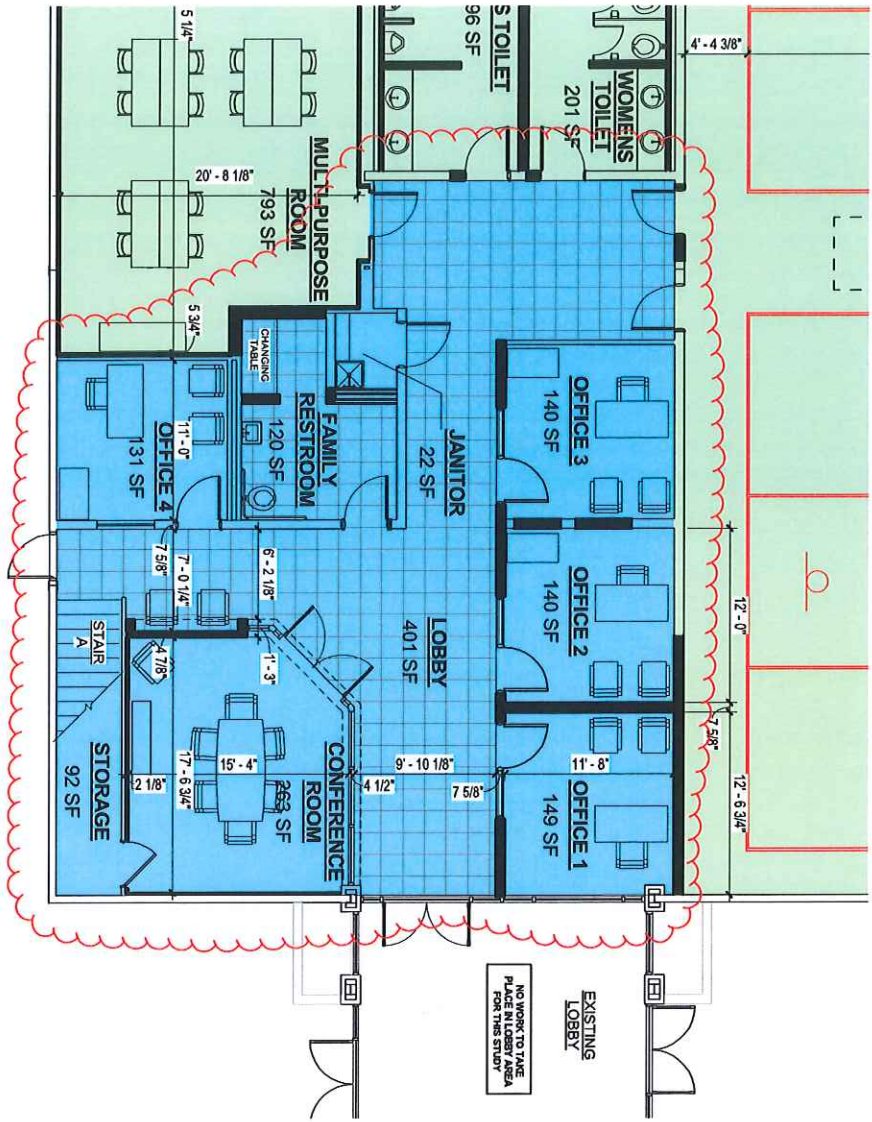 5 1/4"
S TOILET
96 SF
WOMENS
TOILET
201 SF
4' - 4 3/8"
MULTI-PURPOSE
ROOM
793 SF
20' - 8 1/8"
5 3/4"
CHANGING
TABLE
FAMILY
RESTROOM
120 SF
JANITOR
22 SF
OFFICE 3
140 SF
OFFICE 4
131 SF
11' - 0"
7 5/8"
7' - 0 1/4"
6' - 2 1/8"
1' - 3"
4 7/8"
STAIR
A
LOBBY
401 SF
OFFICE 2
140 SF
12' - 0"
7 5/8"
12' - 6 3/4"
STORAGE
92 SF
2 1/8"
17' - 6 3/4"
15' - 4"
CONFERENCE
ROOM
263 SF
4 1/2"
9' - 10 1/8"
7 5/8"
11' - 8"
OFFICE 1
149 SF
EXISTING
LOBBY
NO WORK TO TAKE
PLACE IN LOBBY AREA
FOR THIS STUDY